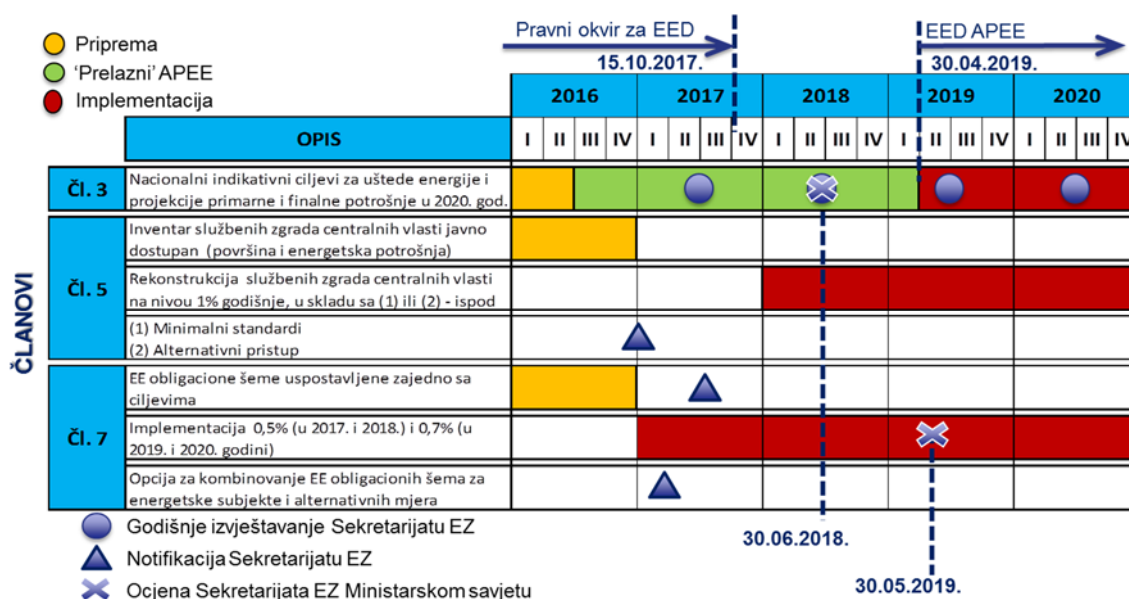 Pravni okvir za EED
15.10.2017.
EED APEE
30.04.2019.
Priprema
'Prelazni' APEE
Implementacija
2016 2017 2018 2019 2020
OPIS
I II III IV I II III IV I II III IV I II III IV I II III IV
ČLANOVI
Čl. 3
Nacionalni indikativni ciljevi za uštede energije i
projekcije primarne i finalne potrošnje u 2020. god.
Čl. 5
Inventar službenih zgrada centralnih vlasti javno
dostupan (površina i energetska potrošnja)
Rekonstrukcija službenih zgrada centralnih vlasti
na nivou 1% godišnje, u skladu sa (1) ili (2) - ispod
(1) Minimalni standardi
(2) Alternativni pristup
Čl. 7
EE obligacione šeme uspostavljene zajedno sa
ciljevima
Implementacija 0,5% (u 2017. i 2018.) i 0,7% (u
2019. i 2020. godini)
Opcija za kombinovanje EE obligacionih šema za
energetske subjekte i alternativnih mjera
Godišnje izvještavanje Sekretarijatu EZ
Notifikacija Sekretarijatu EZ
Ocjena Sekretarijata EZ Ministarskom savjetu
30.06.2018.
30.05.2019.